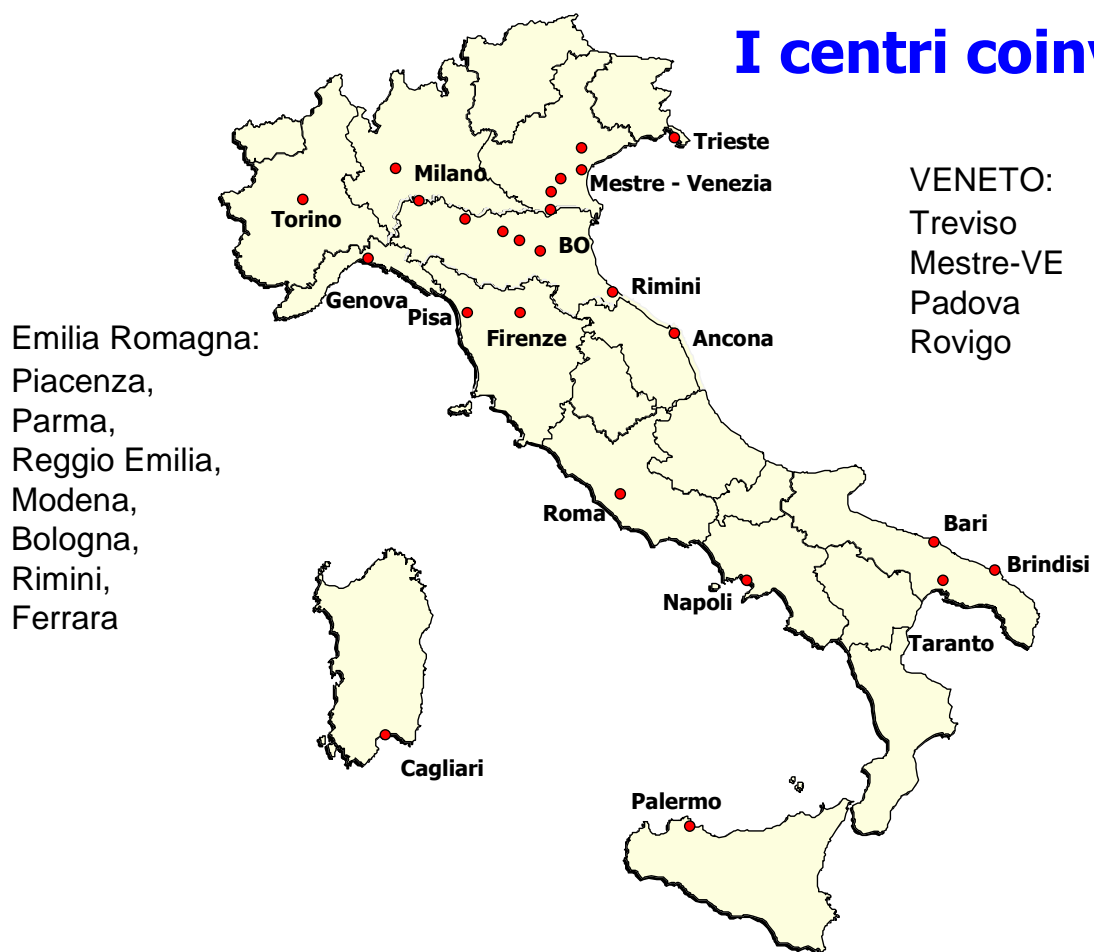 I centri coinv
Trieste
Milano
Mestre - Venezia
VENETO:
Treviso
Mestre-VE
Padova
Rovigo
Torino
BO
Genova
Rimini
Pisa
Firenze
Ancona
Emilia Romagna:
Piacenza,
Parma,
Reggio Emilia,
Modena,
Bologna,
Rimini,
Ferrara
Roma
Bari
Brindisi
Napoli
Taranto
Cagliari
Palermo